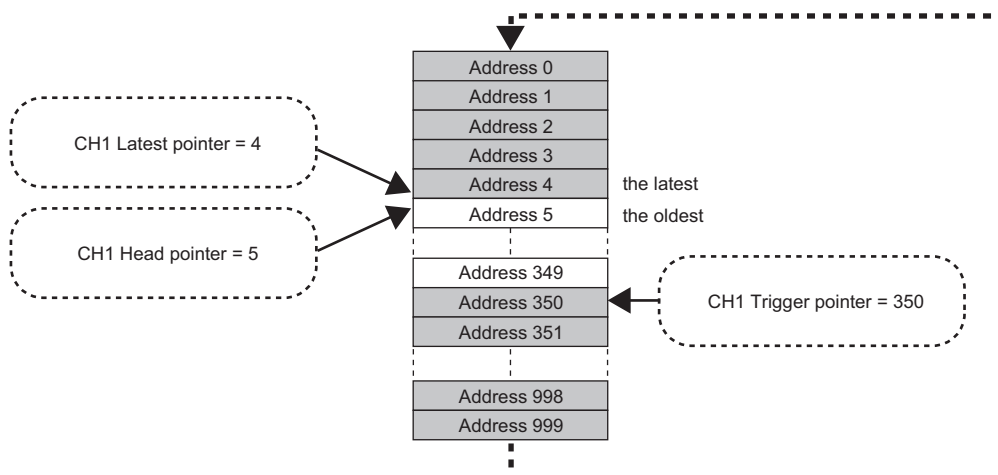 Address 0
Address 1
CH1 Latest pointer = 4
Address 2
Address 3
Address 4
the latest
Address 5
the oldest
CH1 Head pointer = 5
Address 349
Address 350
CH1 Trigger pointer = 350
Address 351
Address 998
Address 999